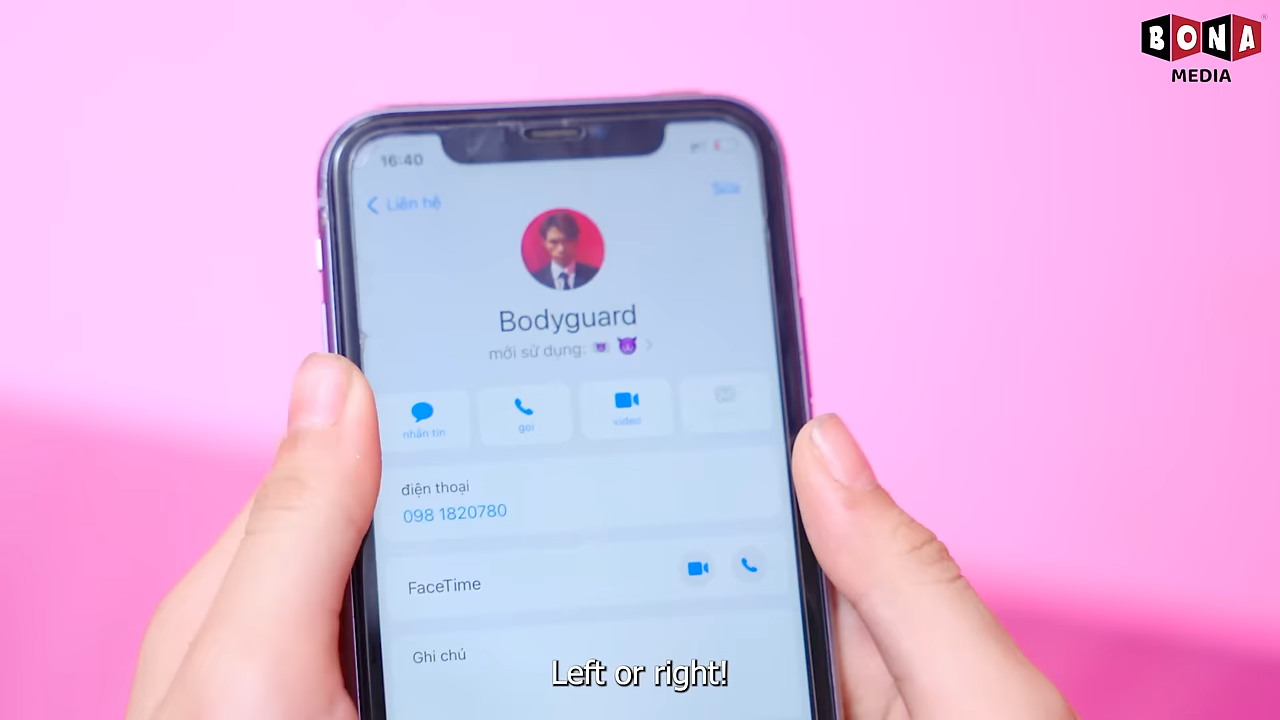 BONA
MEDIA
16:40
Liên hệ
Sửa
Bodyguard
mới sử dụng:
nhắn tin
gọi
video
điện thoại
098 1820780
FaceTime
Ghi chú
Left or right!